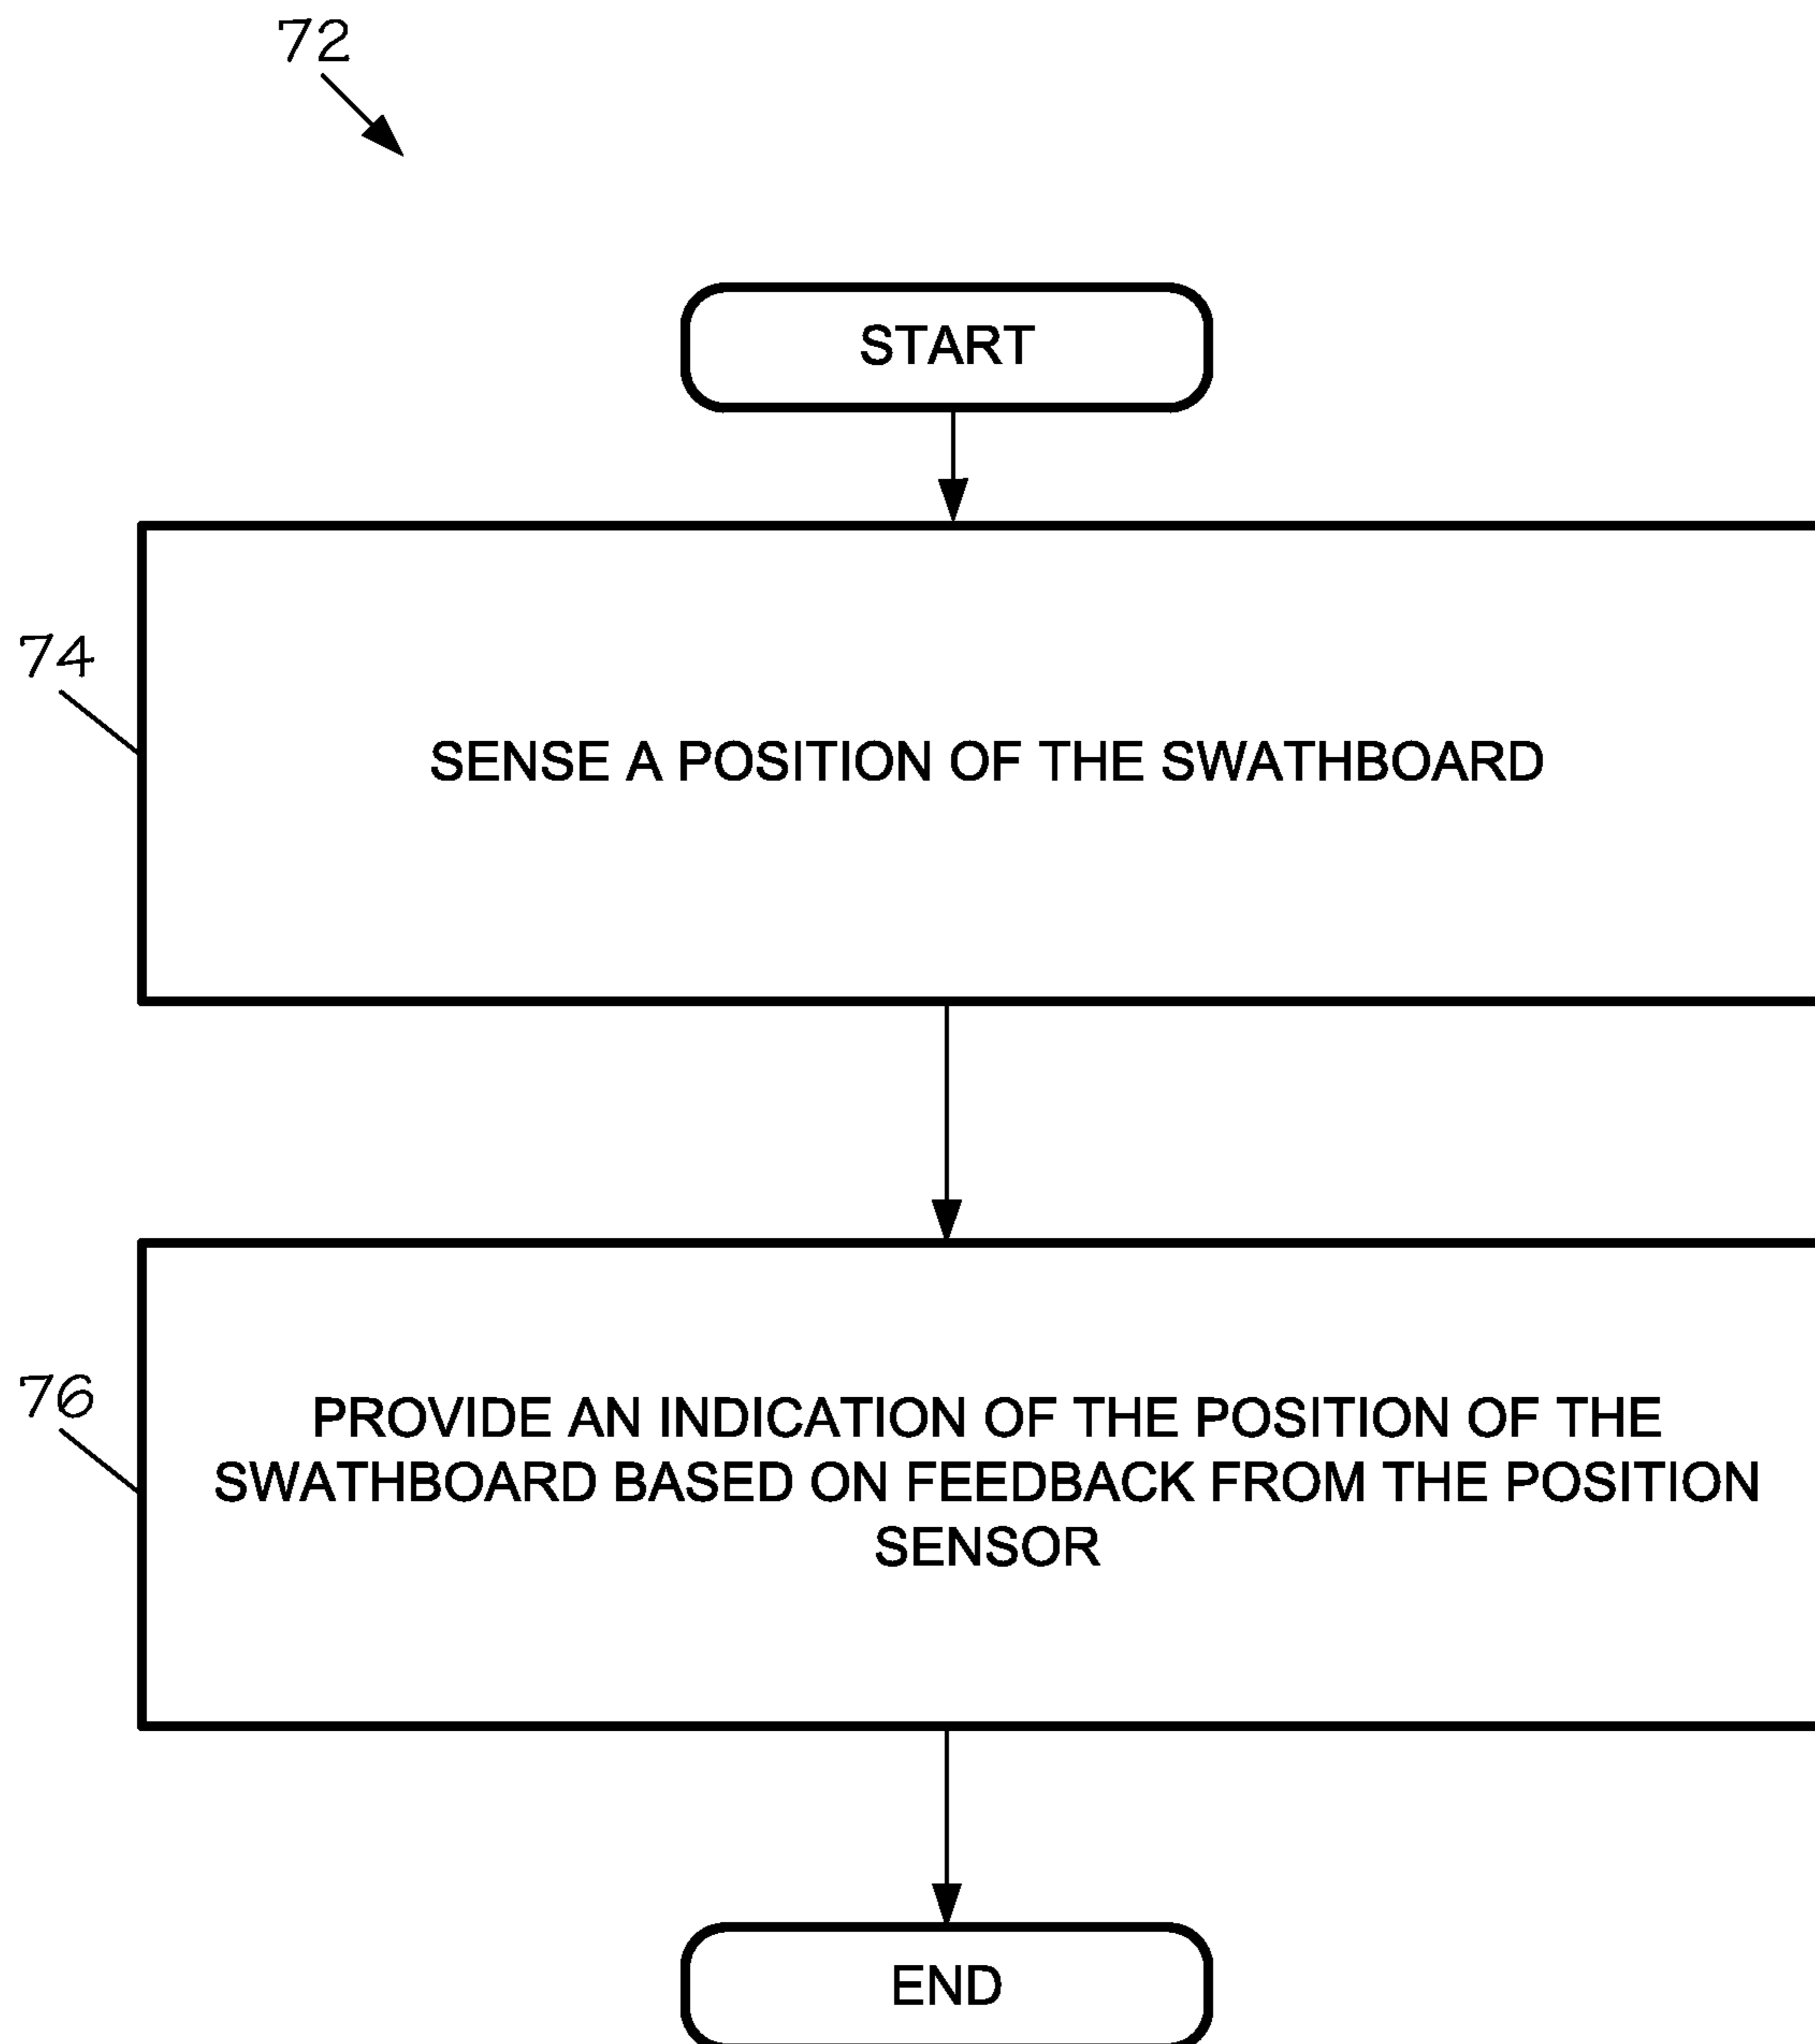 72
START
74
SENSE A POSITION OF THE SWATHBOARD
76
PROVIDE AN INDICATION OF THE POSITION OF THE
SWATHBOARD BASED ON FEEDBACK FROM THE POSITION
SENSOR
END